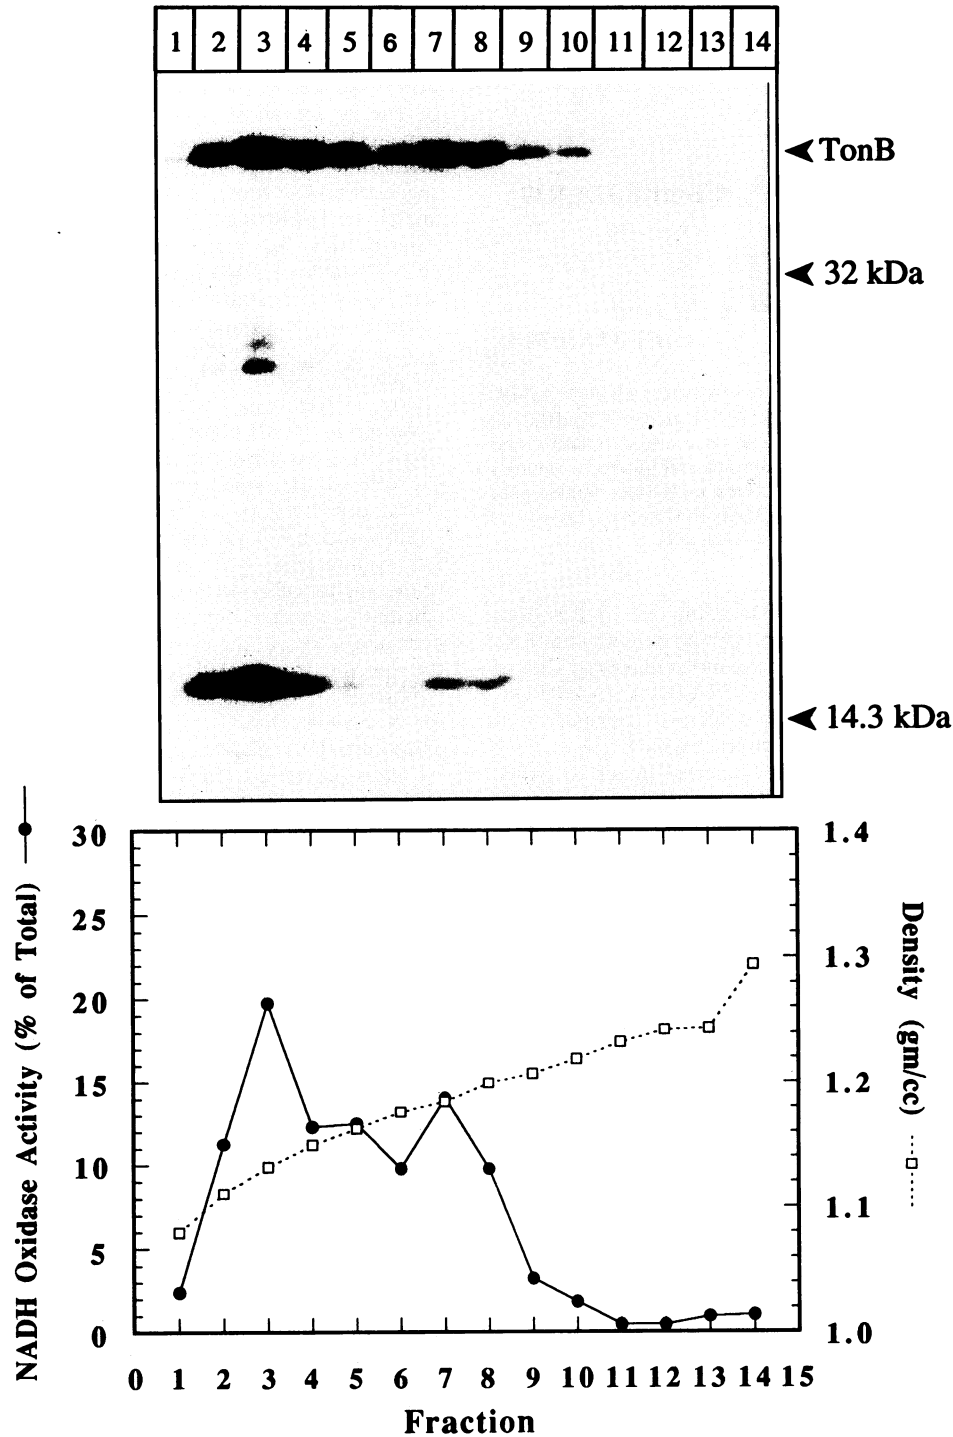 1 2 3 4 5 6 7 8 9 10 11 12 13 14
TonB
32 kDa
14.3 kDa
NADH Oxidase Activity (% of Total)
30
25
20
15
10
5
0
1.4
1.3
1.2
1.1
1.0
Density (gm/cc)
0 1 2 3 4 5 6 7 8 9 10 11 12 13 14 15
Fraction